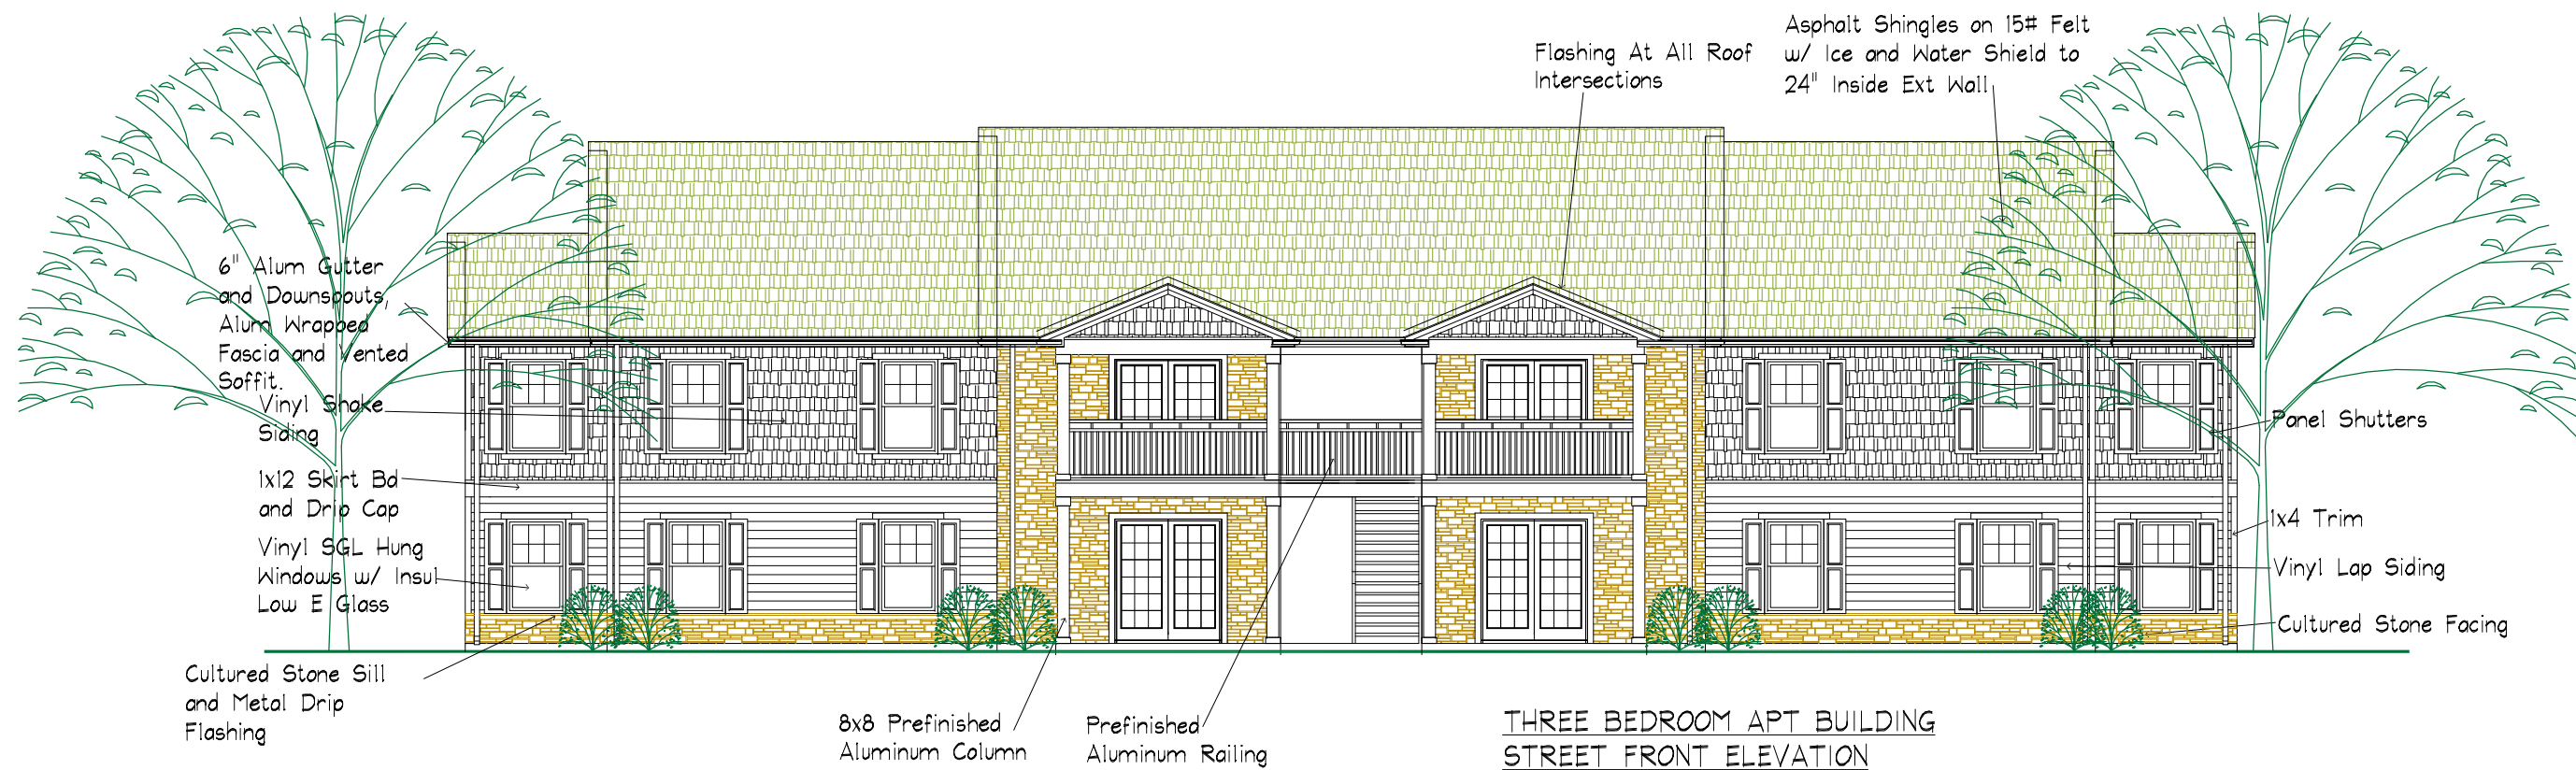 Asphalt Shingles on 15# Felt
w/ Ice and Water Shield to
24" Inside Ext Wall
Flashing At All Roof
Intersections
6" Alum Gutter
and Downspouts,
Alum Wrapped
Fascia and Vented
Soffit.
Vinyl Shake
Siding
1x12 Skirt Bd
and Drip Cap
Vinyl SGL Hung
Windows w/ Insul
Low E Glass
Cultured Stone Sill
and Metal Drip
Flashing
8x8 Prefinished
Aluminum Column
Prefinished
Aluminum Railing
Panel Shutters
1x4 Trim
Vinyl Lap Siding
Cultured Stone Facing
THREE BEDROOM APT BUILDING
STREET FRONT ELEVATION